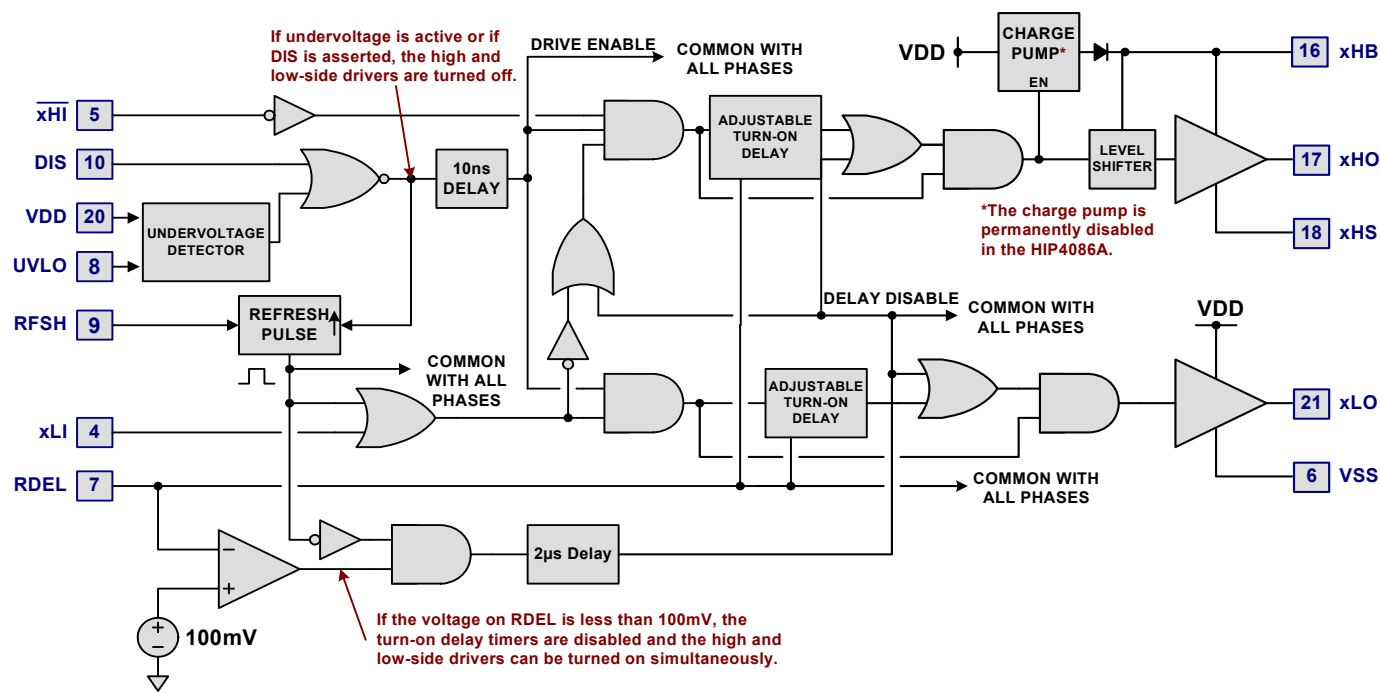 If undervoltage is active or if
DIS is asserted, the high and
low-side drivers are turned off.
DRIVE ENABLE
COMMON WITH
ALL PHASES
VDD
CHARGE
PUMP*
EN
16 xHB
xHI 5
ADJUSTABLE
TURN-ON
DELAY
DIS 10
10ns
DELAY
LEVEL
SHIFTER
17 xHO
VDD 20
UNDERVOLTAGE
DETECTOR
UVLO 8
*The charge pump is
permanently disabled
in the HIP4086A.
18 xHS
RFSH 9
REFRESH
PULSE
DELAY DISABLE
COMMON WITH
ALL PHASES
VDD
COMMON
WITH ALL
PHASES
ADJUSTABLE
TURN-ON
DELAY
21 xLO
xLI 4
RDEL 7
COMMON WITH
ALL PHASES
6 VSS
−
+
2µs Delay
+
−
100mV
If the voltage on RDEL is less than 100mV, the
turn-on delay timers are disabled and the high and
low-side drivers can be turned on simultaneously.